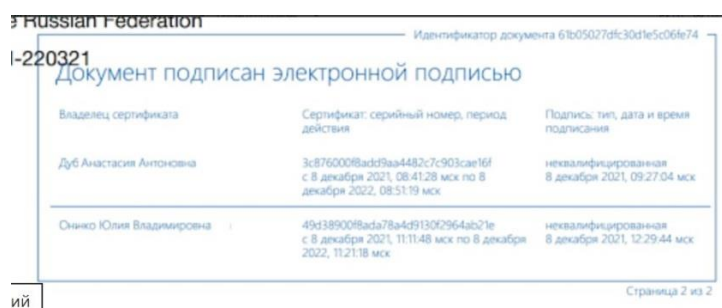 e Russian Federation
Идентификатор документа 61b05027dfc30d1e5c06fe74
-220321
Документ подписан электронной подписью
Владелец сертификата
Сертификат: серийный номер, период действия
Подпись: тип, дата и время подписания
Дуб Анастасия Антоновна
3c876000f8add9aa4482c7c903cae16f
с 8 декабря 2021, 08:41:28 мск по 8
декабря 2022, 08:51:19 мск
неквалифицированная
8 декабря 2021, 09:27:04 мск
Онико Юлия Владимировна
49d38900f8ada78a4d9130f2964ab21e
с 8 декабря 2021, 11:11:48 мск по 8 декабря
2022, 11:21:18 мск
неквалифицированная
8 декабря 2021, 12:29:44 мск
Страница 2 из 2
ий